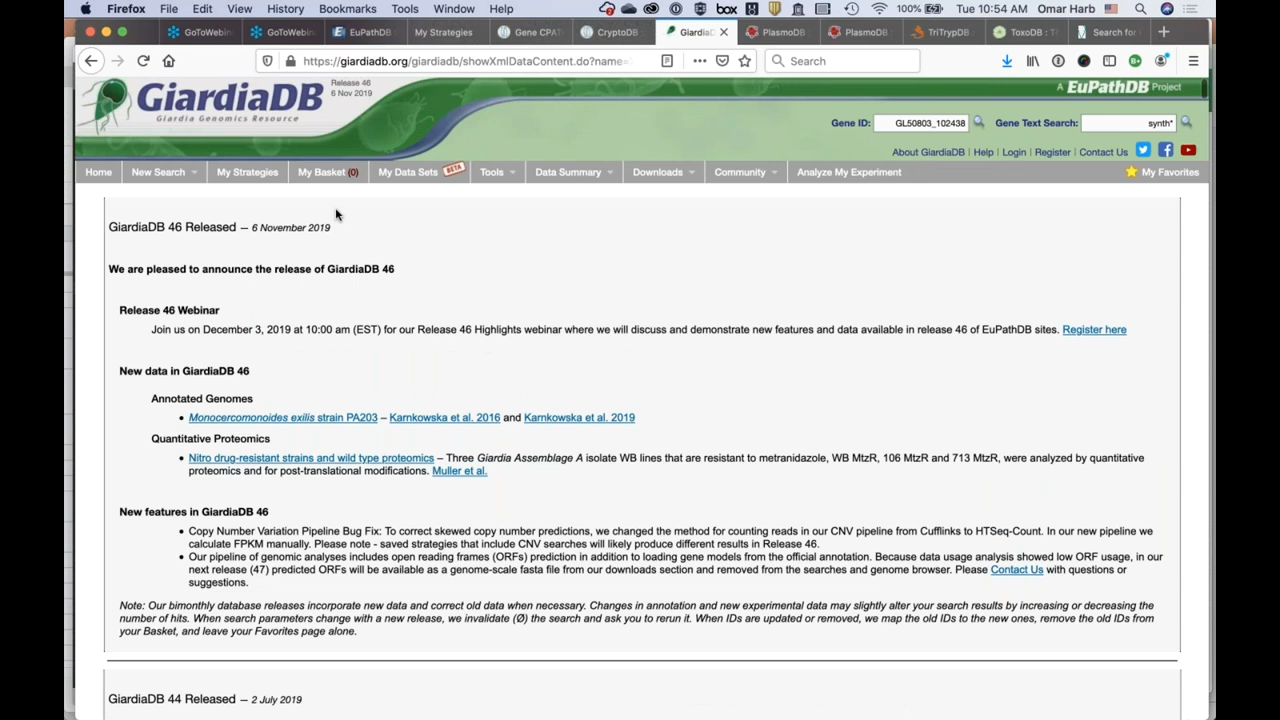 Firefox File Edit View History Bookmarks Tools Window Help box 100% Tue 10:54 AM Omar Harb
GoToWebin GoToWebin EuPathDB My Strategies Gene CPAT CryptoDB GiardiaD PlasmoDB PlasmoDB TriTrypDB ToxoDB : T Search for
https://giardiadb.org/giardiadb/showXmlDataContent.do?name= Search
GiardiaDB
Release 46
6 Nov 2019
Giardia Genomics Resource
A EuPathDB Project
Gene ID: GL50803_102438 Gene Text Search: synth*
About GiardiaDB | Help | Login | Register | Contact Us
Home New Search My Strategies My Basket (0) My Data Sets BETA Tools Data Summary Downloads Community Analyze My Experiment My Favorites
GiardiaDB 46 Released – 6 November 2019
We are pleased to announce the release of GiardiaDB 46
Release 46 Webinar
Join us on December 3, 2019 at 10:00 am (EST) for our Release 46 Highlights webinar where we will discuss and demonstrate new features and data available in release 46 of EuPathDB sites. Register here
New data in GiardiaDB 46
Annotated Genomes
• Monocercomonoides exilis strain PA203 – Karnkowska et al. 2016 and Karnkowska et al. 2019
Quantitative Proteomics
• Nitro drug-resistant strains and wild type proteomics – Three Giardia Assemblage A isolate WB lines that are resistant to metranidazole, WB MtzR, 106 MtzR and 713 MtzR, were analyzed by quantitative
proteomics and for post-translational modifications. Muller et al.
New features in GiardiaDB 46
• Copy Number Variation Pipeline Bug Fix: To correct skewed copy number predictions, we changed the method for counting reads in our CNV pipeline from Cufflinks to HTSeq-Count. In our new pipeline we
calculate FPKM manually. Please note - saved strategies that include CNV searches will likely produce different results in Release 46.
• Our pipeline of genomic analyses includes open reading frames (ORFs) prediction in addition to loading gene models from the official annotation. Because data usage analysis showed low ORF usage, in our
next release (47) predicted ORFs will be available as a genome-scale fasta file from our downloads section and removed from the searches and genome browser. Please Contact Us with questions or
suggestions.
Note: Our bimonthly database releases incorporate new data and correct old data when necessary. Changes in annotation and new experimental data may slightly alter your search results by increasing or decreasing the
number of hits. When search parameters change with a new release, we invalidate (Ø) the search and ask you to rerun it. When IDs are updated or removed, we map the old IDs to the new ones, remove the old IDs from
your Basket, and leave your Favorites page alone.
GiardiaDB 44 Released – 2 July 2019